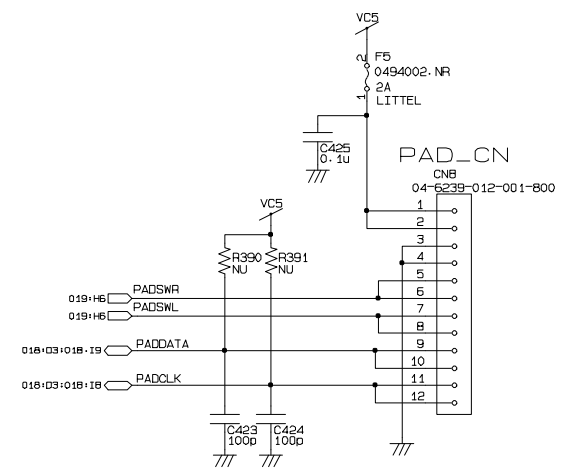 VC5
F5
2
0494002.NR
2A
1
LITTEL
C425
0.1u
PAD_CN
CN8
04-6239-012-001-800
1
2
3
4
5
6
7
8
9
10
11
12
VC5
R390
NU
R391
NU
019:H6
PADSWR
019:H6
PADSWL
018:D3:018.I9
PADDATA
018:D3:018:I8
PADCLK
C423
100p
C424
100p